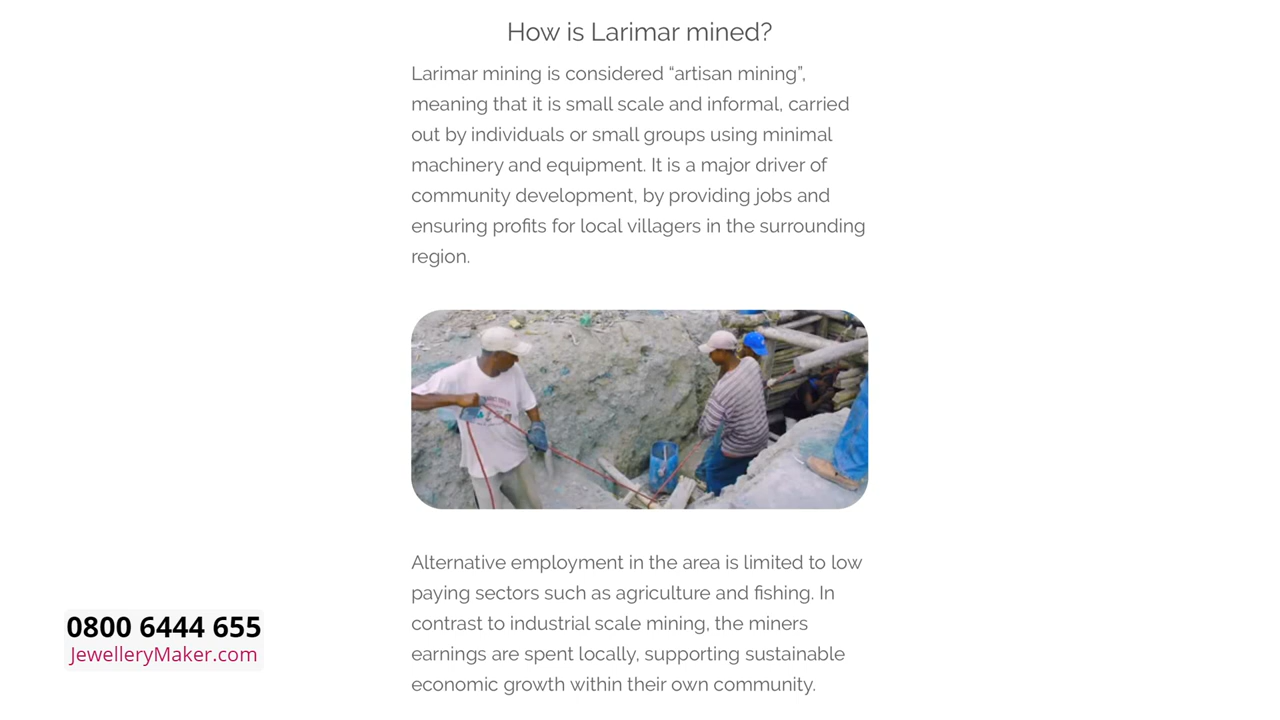 How is Larimar mined?
Larimar mining is considered “artisan mining”,
meaning that it is small scale and informal, carried
out by individuals or small groups using minimal
machinery and equipment. It is a major driver of
community development, by providing jobs and
ensuring profits for local villagers in the surrounding
region.
Alternative employment in the area is limited to low
paying sectors such as agriculture and fishing. In
contrast to industrial scale mining, the miners
earnings are spent locally, supporting sustainable
economic growth within their own community.
0800 6444 655
JewelleryMaker.com